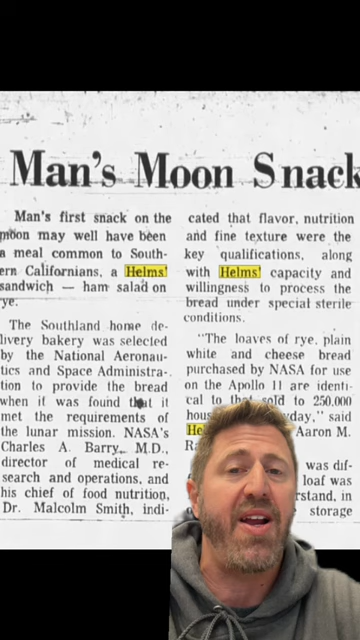 Man's Moon Snack
Man's first snack on the
moon may well have been
a meal common to South-
ern Californians, a Helms'
sandwich — ham salad on
rye.
The Southland home de-
livery bakery was selected
by the National Aeronau-
tics and Space Administra-
tion to provide the bread
when it was found that it
met the requirements of
the lunar mission. NASA's
Charles A. Barry, M.D.,
director of medical re-
search and operations, and
his chief of food nutrition,
Dr. Malcolm Smith, indi-
cated that flavor, nutrition
and fine texture were the
key qualifications, along
with Helms' capacity and
willingness to process the
bread under special sterile
conditions.
"The loaves of rye, plain
white and cheese bread
purchased by NASA for use
on the Apollo 11 are identi-
cal to that sold to 250,000
day," said
Aaron M.
was dif-
loaf was
in
storage